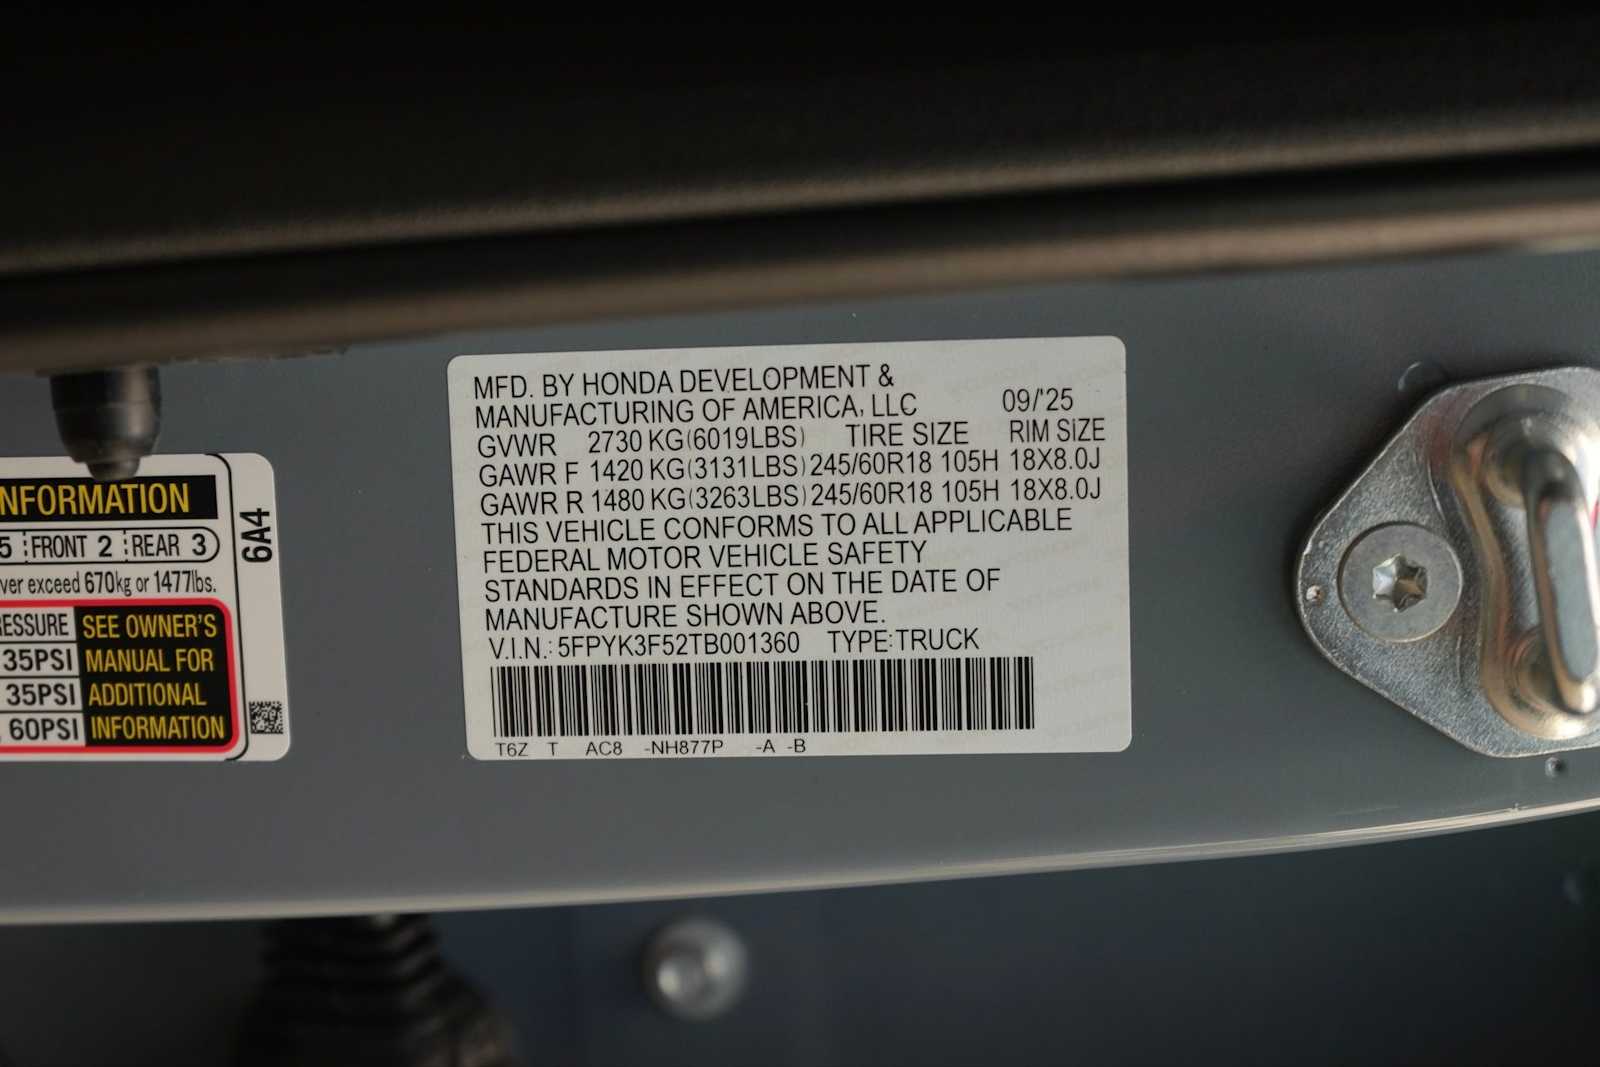 MFD. BY HONDA DEVELOPMENT &
MANUFACTURING OF AMERICA, LLC 09/'25
GVWR 2730 KG(6019LBS) TIRE SIZE RIM SIZE
GAWR F 1420 KG(3131LBS) 245/60R18 105H 18X8.0J
GAWR R 1480 KG(3263LBS) 245/60R18 105H 18X8.0J
THIS VEHICLE CONFORMS TO ALL APPLICABLE
FEDERAL MOTOR VEHICLE SAFETY
STANDARDS IN EFFECT ON THE DATE OF
MANUFACTURE SHOWN ABOVE.
V.I.N.: 5FPYK3F52TB001360 TYPE:TRUCK
T6Z T AC8 -NH877P -A -B
NFORMATION
5 FRONT 2 REAR 3
ver exceed 670kg or 1477lbs.
6A4
RESSURE SEE OWNER'S
35PSI MANUAL FOR
35PSI ADDITIONAL
60PSI INFORMATION